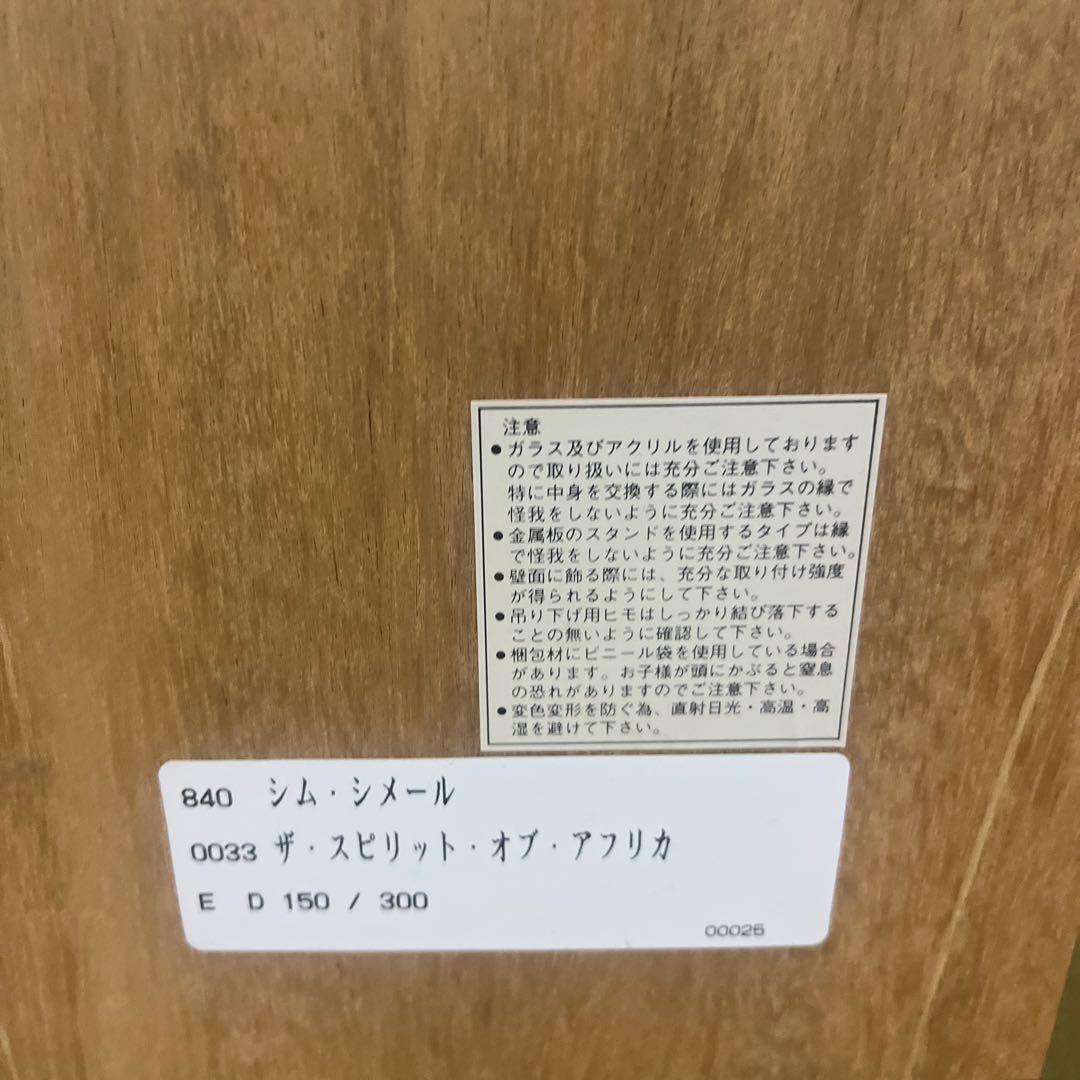 注意
●ガラス及びアクリルを使用しております
ので取り扱いには充分ご注意下さい。
特に中身を交換する際にはガラスの縁で
怪我をしないように充分ご注意下さい。
●金属板のスタンドを使用するタイプは縁
で怪我をしないように充分ご注意下さい。
●壁面に飾る際には、充分な取り付け強度
が得られるようにして下さい。
●吊り下げ用ヒモはしっかり結び落下する
ことの無いように確認して下さい。
●梱包材にビニール袋を使用している場合
があります。お子様が頭にかぶると窒息
の恐れがありますのでご注意下さい。
●変色変形を防ぐ為、直射日光・高温・高
湿を避けて下さい。
840 シム・シメール
0033 ザ・スピリット・オブ・アフリカ
E D 150 / 300
00025